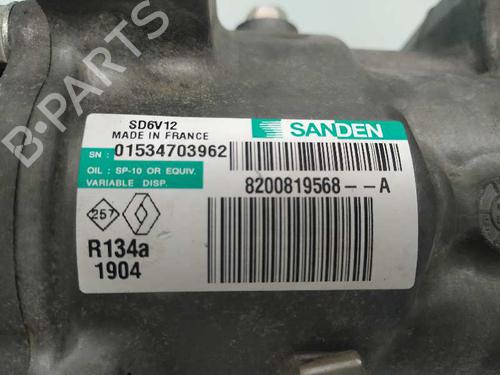 SD6V12
MADE IN FRANCE
SANDEN
SN : 01534703962
OIL : SP-10 OR EQUIV.
VARIABLE DISP.
8200819568--A
257
R134a
1904
B-PARTS